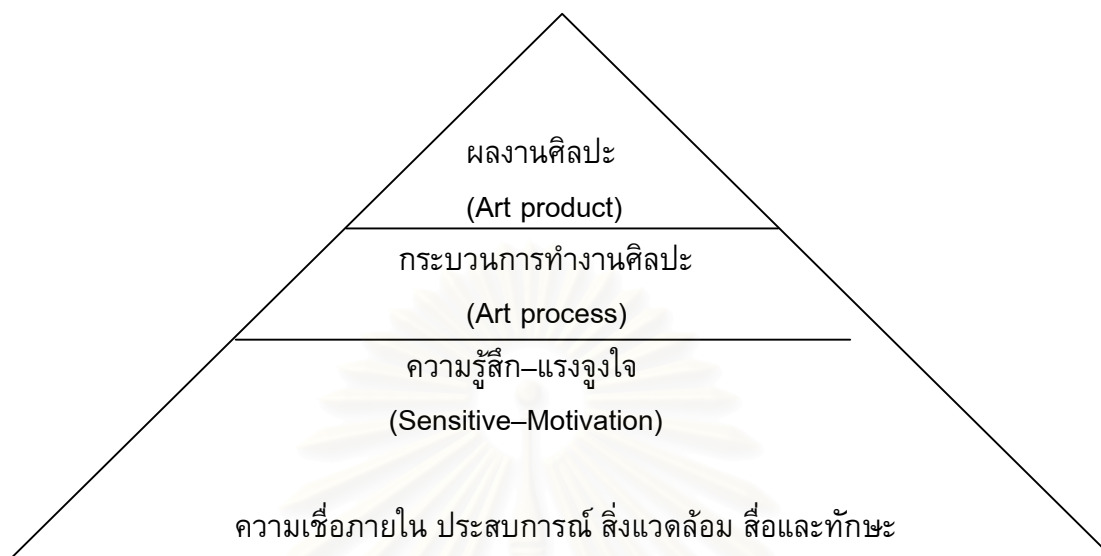 ผลงานศิลปะ
(Art product)
กระบวนการทำงานศิลปะ
(Art process)
ความรู้สึก–แรงจูงใจ
(Sensitive–Motivation)
ความเชื่อภายใน ประสบการณ์ สิ่งแวดล้อม สื่อและทักษะ